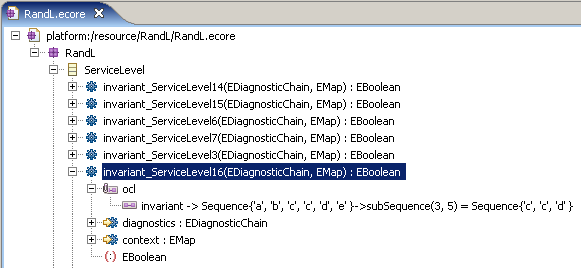 RandL.ecore
platform:/resource/RandL/RandL.ecore
RandL
ServiceLevel
invariant_ServiceLevel14(EDiagnosticChain, EMap) : EBoolean
invariant_ServiceLevel15(EDiagnosticChain, EMap) : EBoolean
invariant_ServiceLevel6(EDiagnosticChain, EMap) : EBoolean
invariant_ServiceLevel7(EDiagnosticChain, EMap) : EBoolean
invariant_ServiceLevel3(EDiagnosticChain, EMap) : EBoolean
invariant_ServiceLevel16(EDiagnosticChain, EMap) : EBoolean
ocl
invariant -> Sequence{'a', 'b', 'c', 'c', 'd', 'e' }->subSequence(3, 5) = Sequence{'c', 'c', 'd' }
diagnostics : EDiagnosticChain
context : EMap
EBoolean